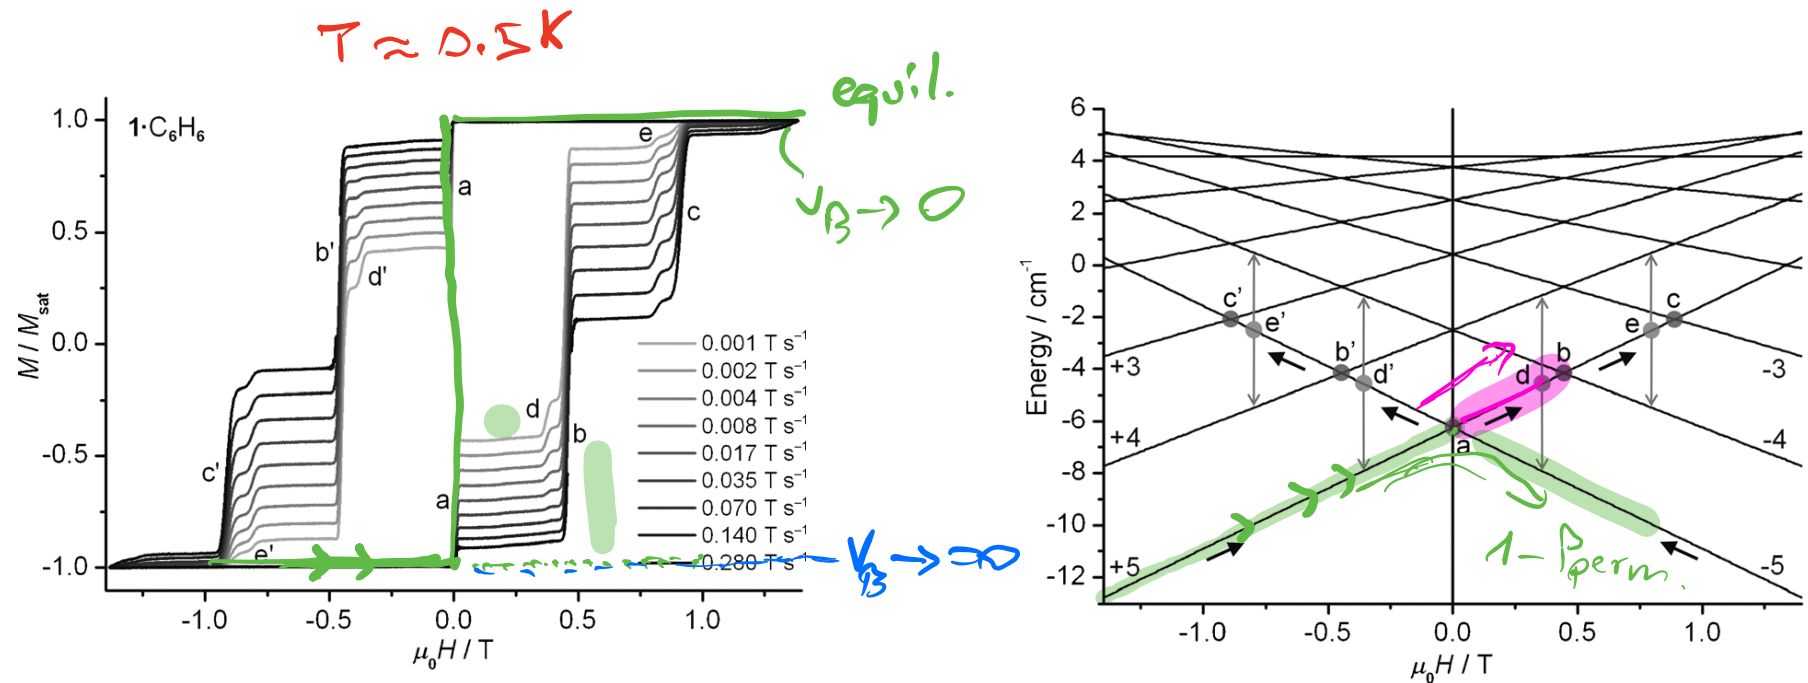 T ≈ 0.5K
equil.
1·C₆H₆
1.0
0.5
0.0
-0.5
-1.0
M / Msat
a
b'
d'
c'
e'
a
e
c
d
b
0.001 T s⁻¹
0.002 T s⁻¹
0.004 T s⁻¹
0.008 T s⁻¹
0.017 T s⁻¹
0.035 T s⁻¹
0.070 T s⁻¹
0.140 T s⁻¹
0.280 T s⁻¹
-1.0 -0.5 0.0 0.5 1.0
μ₀H / T
vB → 0
vB → ∞
6
4
2
0
-2
-4
-6
-8
-10
-12
Energy / cm⁻¹
c' e' b' d' a d b e c
+3
+4
+5
-3
-4
-5
1 - Pperm.
-1.0 -0.5 0.0 0.5 1.0
μ₀H / T